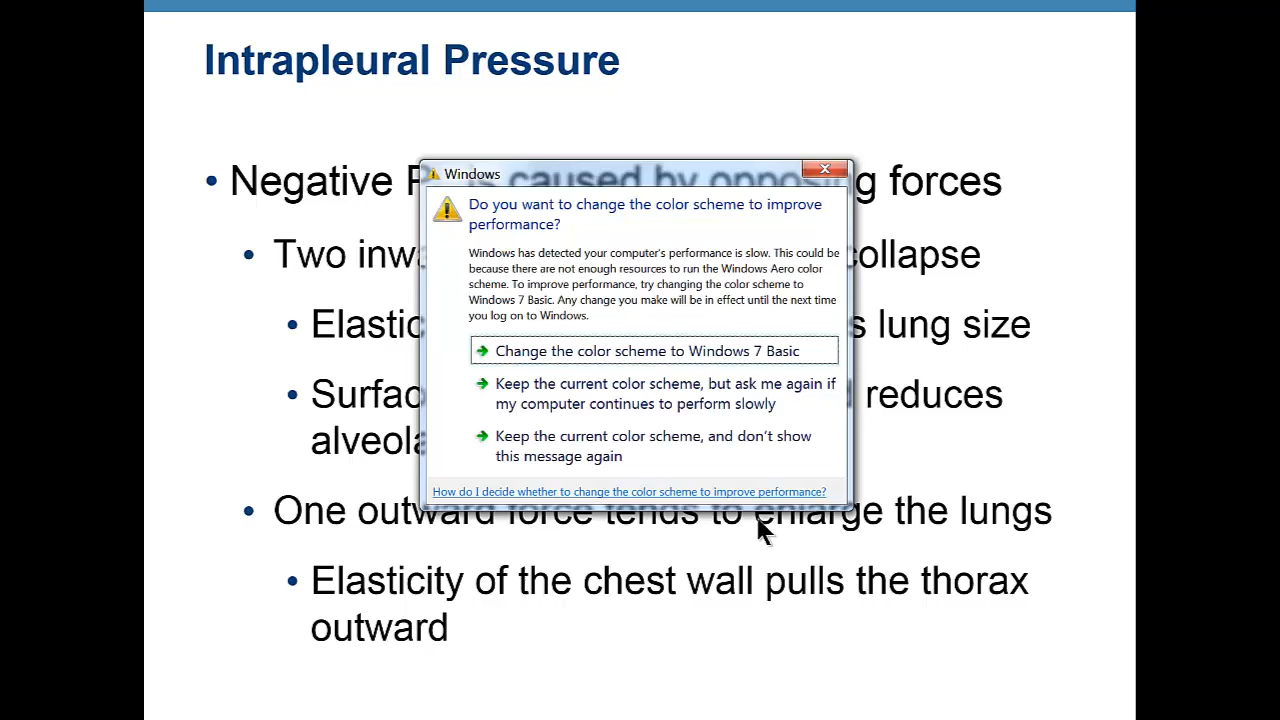 Intrapleural Pressure
• Negative P is caused by opposing forces
• Two inwa collapse
• Elastic s lung size
• Surfac d reduces
alveola
• One outward force tends to enlarge the lungs
• Elasticity of the chest wall pulls the thorax
outward
Windows
Do you want to change the color scheme to improve
performance?
Windows has detected your computer's performance is slow. This could be
because there are not enough resources to run the Windows Aero color
scheme. To improve performance, try changing the color scheme to
Windows 7 Basic. Any change you make will be in effect until the next time
you log on to Windows.
Change the color scheme to Windows 7 Basic
Keep the current color scheme, but ask me again if
my computer continues to perform slowly
Keep the current color scheme, and don't show
this message again
How do I decide whether to change the color scheme to improve performance?